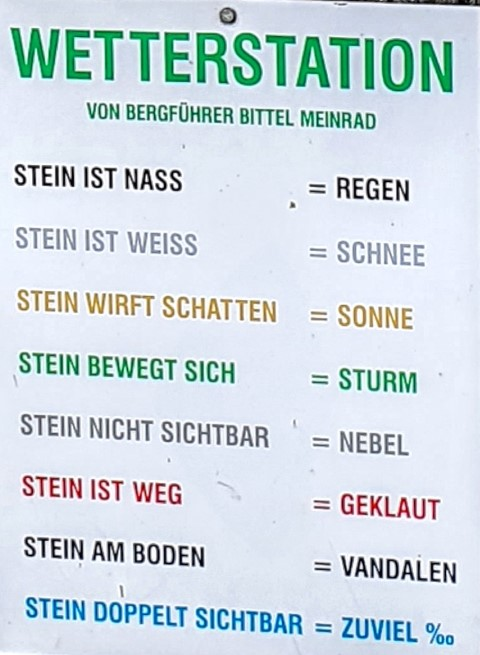 WETTERSTATION
VON BERGFÜHRER BITTEL MEINRAD
STEIN IST NASS = REGEN
STEIN IST WEISS = SCHNEE
STEIN WIRFT SCHATTEN = SONNE
STEIN BEWEGT SICH = STURM
STEIN NICHT SICHTBAR = NEBEL
STEIN IST WEG = GEKLAUT
STEIN AM BODEN = VANDALEN
STEIN DOPPELT SICHTBAR = ZUVIEL ‰